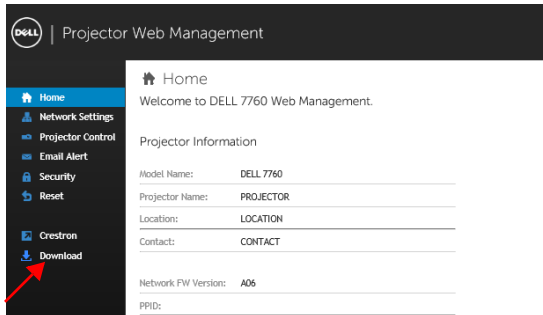 DELL | Projector Web Management
Home
Network Settings
Projector Control
Email Alert
Security
Reset
Crestron
Download
Home
Welcome to DELL 7760 Web Management.
Projector Information
Model Name: DELL 7760
Projector Name: PROJECTOR
Location: LOCATION
Contact: CONTACT
Network FW Version: A06
PPID: